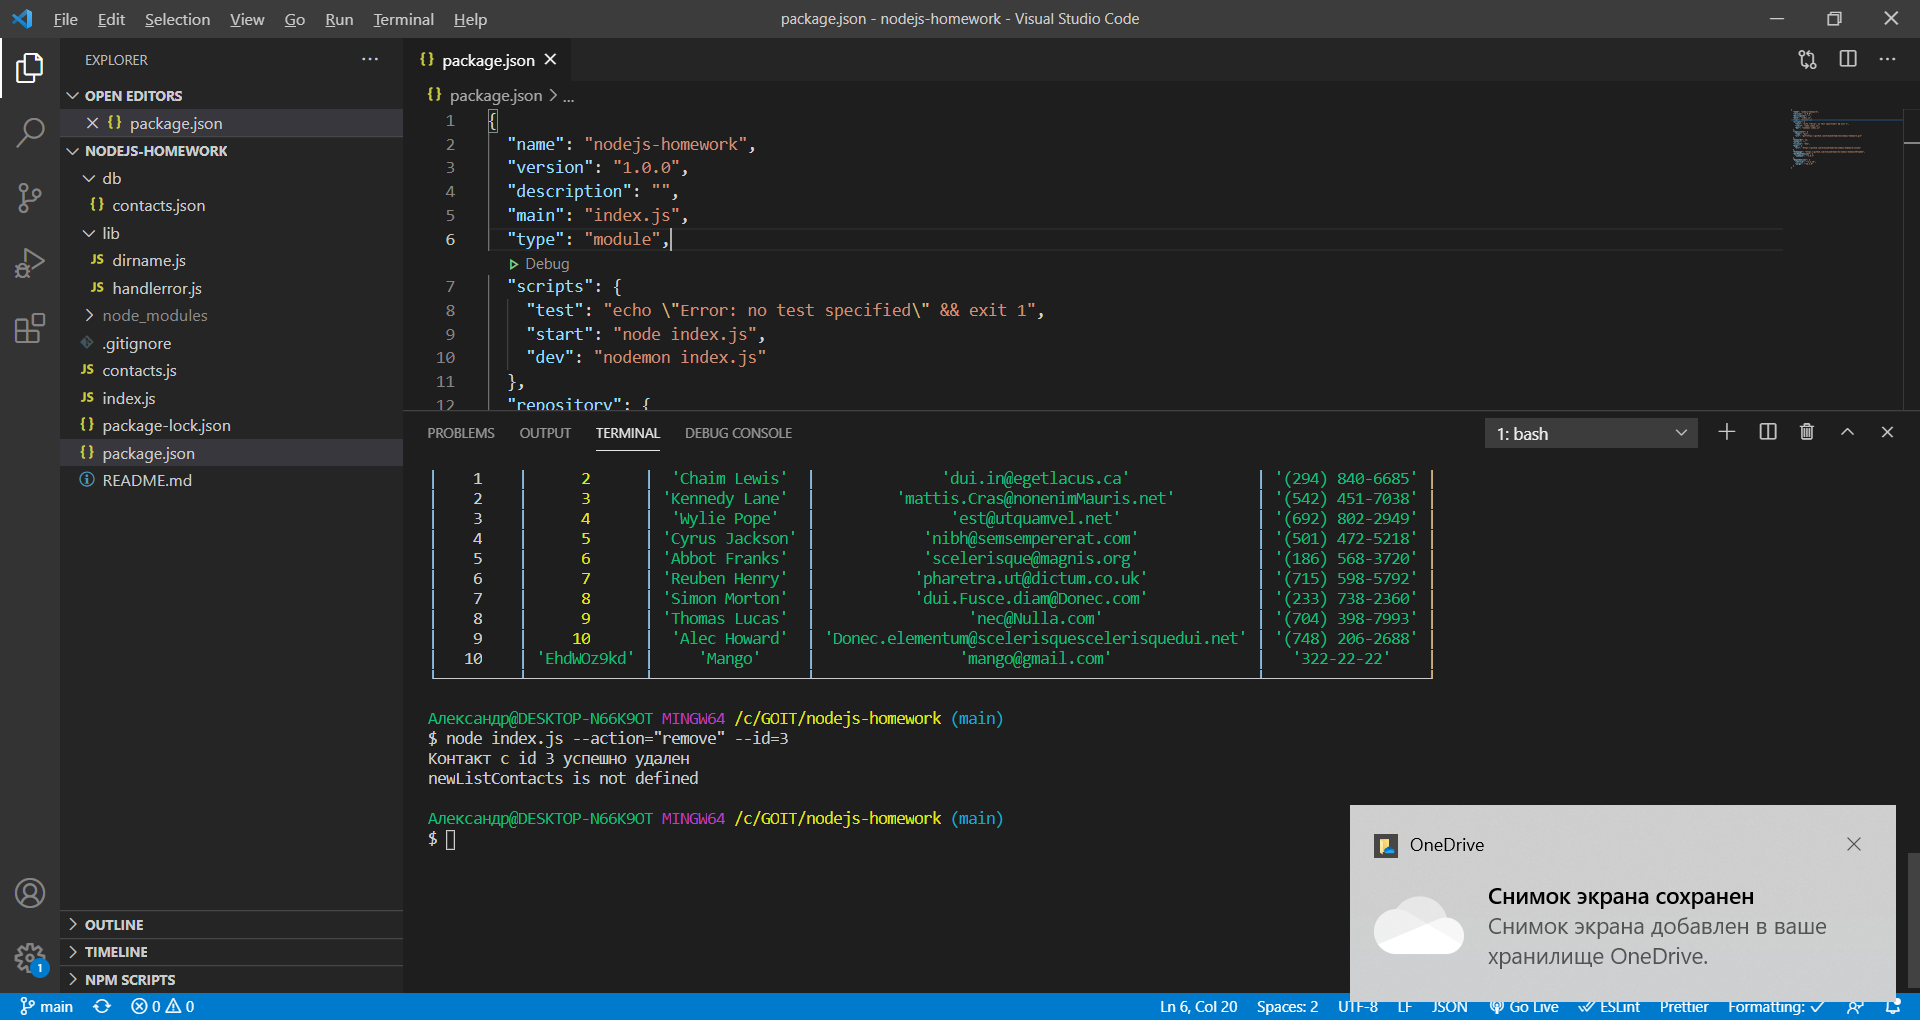 File Edit Selection View Go Run Terminal Help
package.json - nodejs-homework - Visual Studio Code
EXPLORER
OPEN EDITORS
package.json
NODEJS-HOMEWORK
db
contacts.json
lib
JS dirname.js
JS handlerror.js
node_modules
.gitignore
JS contacts.js
JS index.js
package-lock.json
package.json
README.md
OUTLINE
TIMELINE
NPM SCRIPTS
1
package.json
package.json > ...
1 {
2 "name": "nodejs-homework",
3 "version": "1.0.0",
4 "description": "",
5 "main": "index.js",
6 "type": "module",
Debug
7 "scripts": {
8 "test": "echo \"Error: no test specified\" && exit 1",
9 "start": "node index.js",
10 "dev": "nodemon index.js"
11 },
12 "repository": {
PROBLEMS OUTPUT TERMINAL DEBUG CONSOLE
1: bash
│ 1 │ 2 │ 'Chaim Lewis' │ 'dui.in@egetlacus.ca' │ '(294) 840-6685' │
│ 2 │ 3 │ 'Kennedy Lane' │ 'mattis.Cras@nonenimMauris.net' │ '(542) 451-7038' │
│ 3 │ 4 │ 'Wylie Pope' │ 'est@utquamvel.net' │ '(692) 802-2949' │
│ 4 │ 5 │ 'Cyrus Jackson' │ 'nibh@semsempererat.com' │ '(501) 472-5218' │
│ 5 │ 6 │ 'Abbot Franks' │ 'scelerisque@magnis.org' │ '(186) 568-3720' │
│ 6 │ 7 │ 'Reuben Henry' │ 'pharetra.ut@dictum.co.uk' │ '(715) 598-5792' │
│ 7 │ 8 │ 'Simon Morton' │ 'dui.Fusce.diam@Donec.com' │ '(233) 738-2360' │
│ 8 │ 9 │ 'Thomas Lucas' │ 'nec@Nulla.com' │ '(704) 398-7993' │
│ 9 │ 10 │ 'Alec Howard' │ 'Donec.elementum@scelerisquescelerisquedui.net' │ '(748) 206-2688' │
│ 10 │ 'EhdWOz9kd' │ 'Mango' │ 'mango@gmail.com' │ '322-22-22' │
Александр@DESKTOP-N66K9OT MINGW64 /c/GOIT/nodejs-homework (main)
$ node index.js --action="remove" --id=3
Контакт с id 3 успешно удален
newListContacts is not defined
Александр@DESKTOP-N66K9OT MINGW64 /c/GOIT/nodejs-homework (main)
$
OneDrive
Снимок экрана сохранен
Снимок экрана добавлен в ваше
хранилище OneDrive.
main 0 0 Ln 6, Col 20 Spaces: 2 UTF-8 LF JSON Go Live ESLint Prettier Formatting: ✓